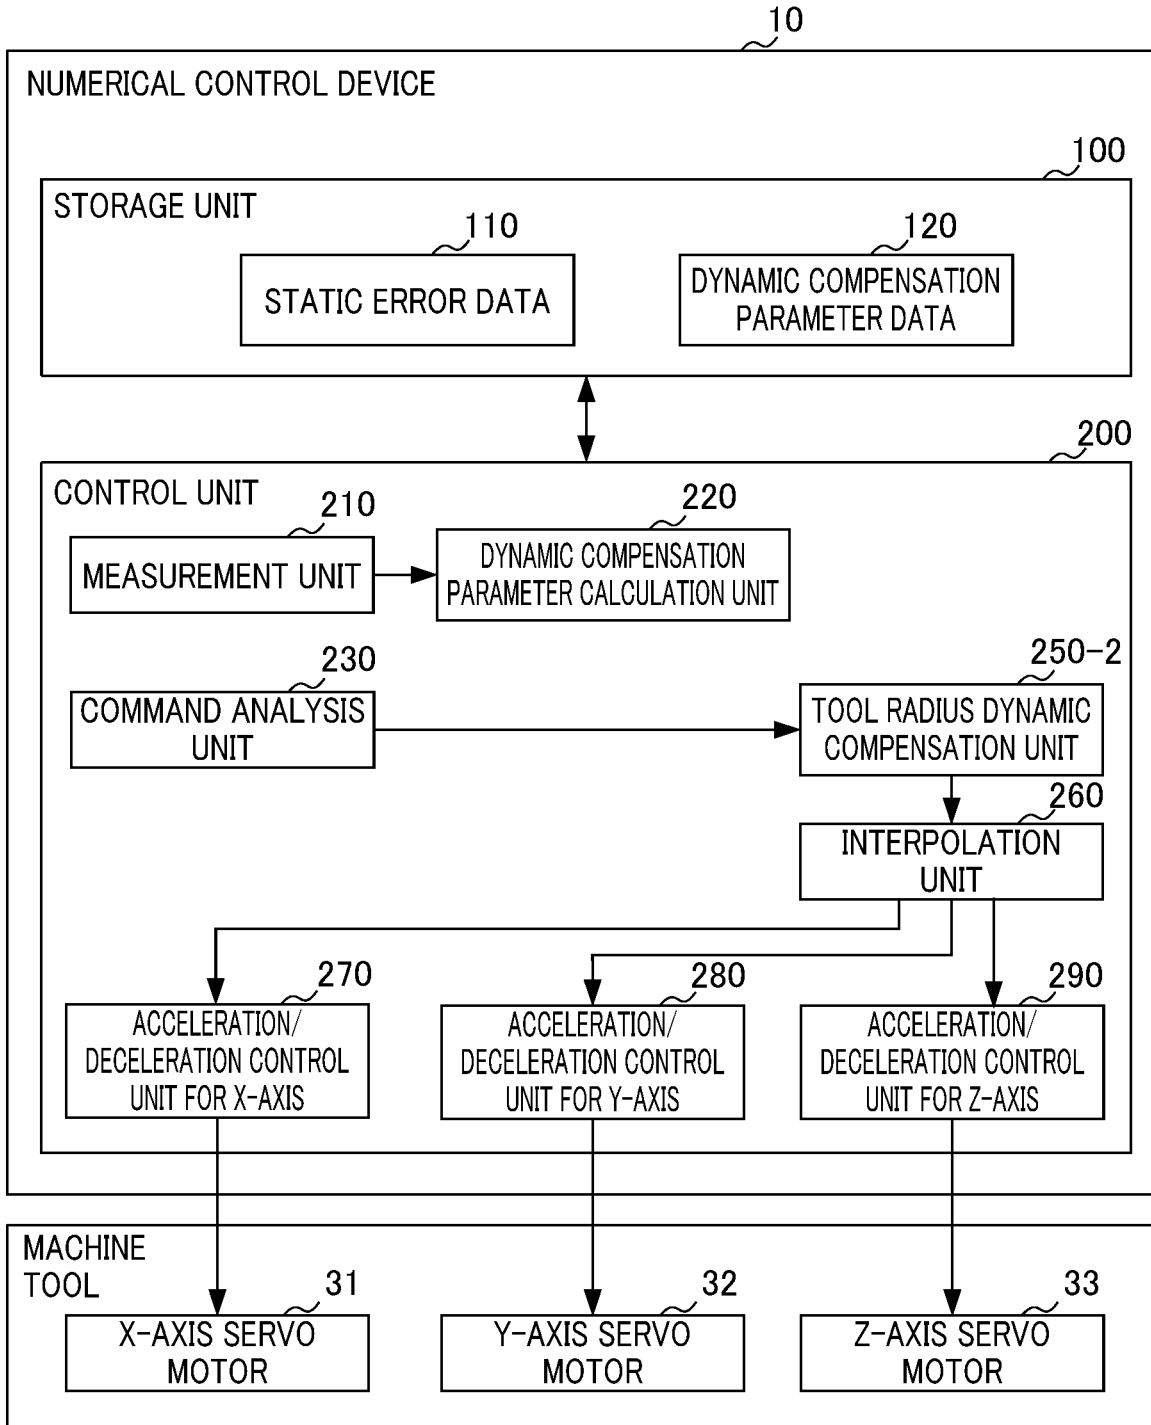 10
NUMERICAL CONTROL DEVICE
100
STORAGE UNIT
110
STATIC ERROR DATA
120
DYNAMIC COMPENSATION
PARAMETER DATA
200
CONTROL UNIT
210
MEASUREMENT UNIT
220
DYNAMIC COMPENSATION
PARAMETER CALCULATION UNIT
230
COMMAND ANALYSIS
UNIT
250-2
TOOL RADIUS DYNAMIC
COMPENSATION UNIT
260
INTERPOLATION
UNIT
270
ACCELERATION/
DECELERATION CONTROL
UNIT FOR X-AXIS
280
ACCELERATION/
DECELERATION CONTROL
UNIT FOR Y-AXIS
290
ACCELERATION/
DECELERATION CONTROL
UNIT FOR Z-AXIS
MACHINE
TOOL
31
X-AXIS SERVO
MOTOR
32
Y-AXIS SERVO
MOTOR
33
Z-AXIS SERVO
MOTOR